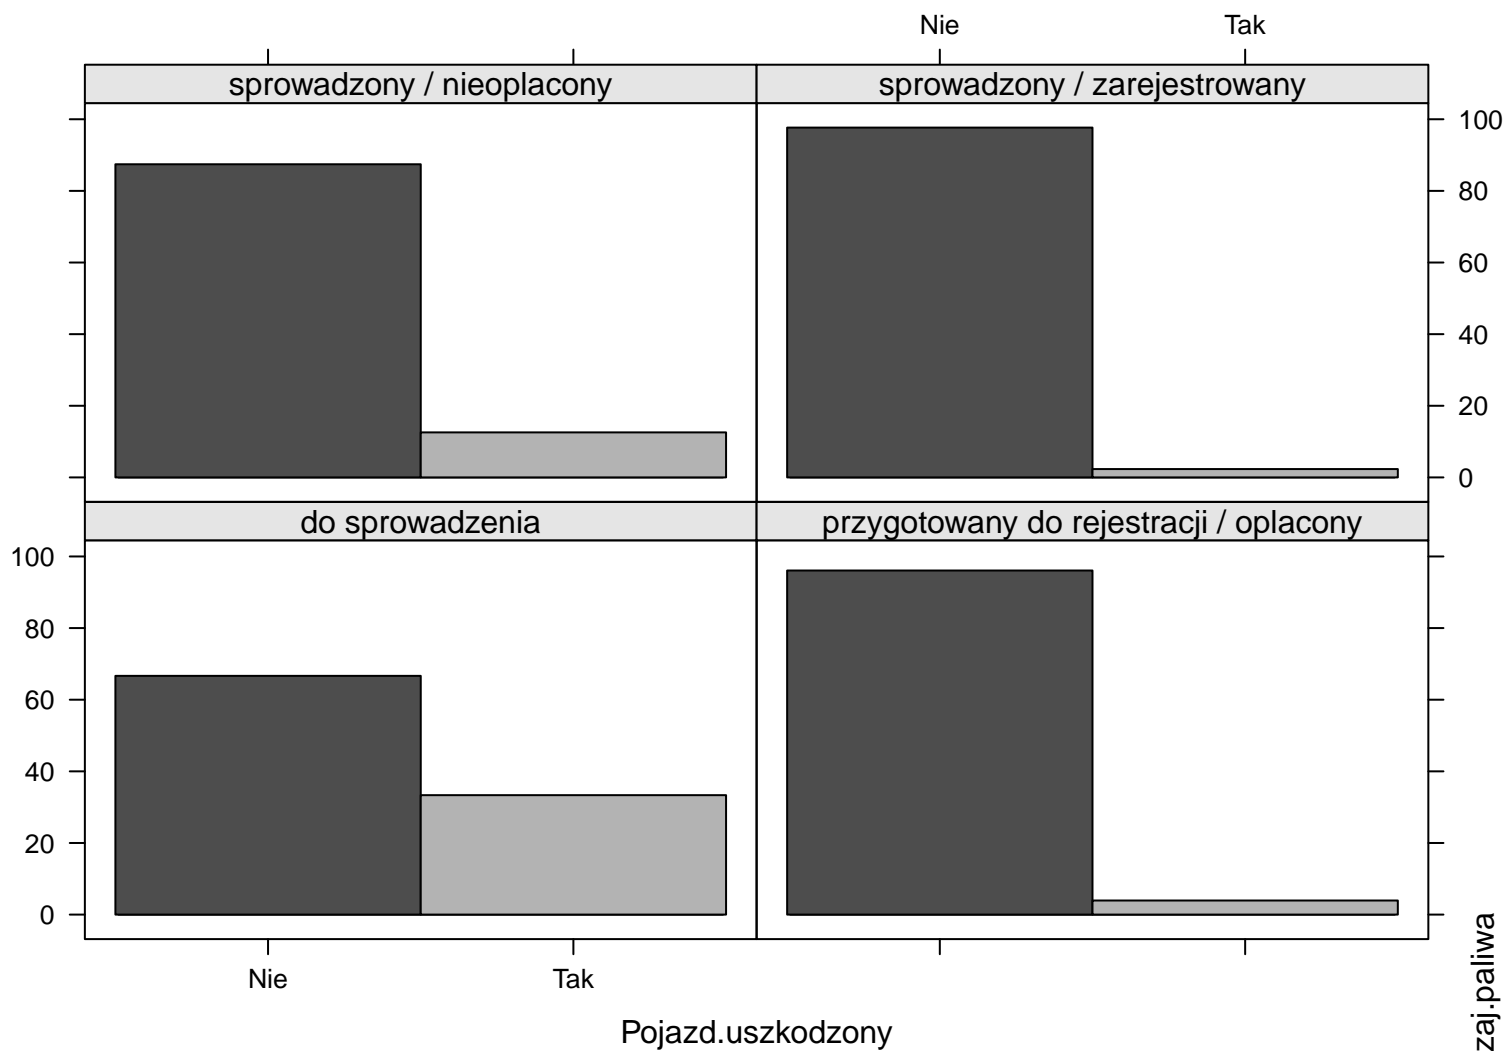 Nie Tak
sprowadzony / nieoplacony
sprowadzony / zarejestrowany
100
80
60
40
20
0
do sprowadzenia
przygotowany do rejestracji / oplacony
100
80
60
40
20
0
Nie Tak
Pojazd.uszkodzony
zaj.paliwa